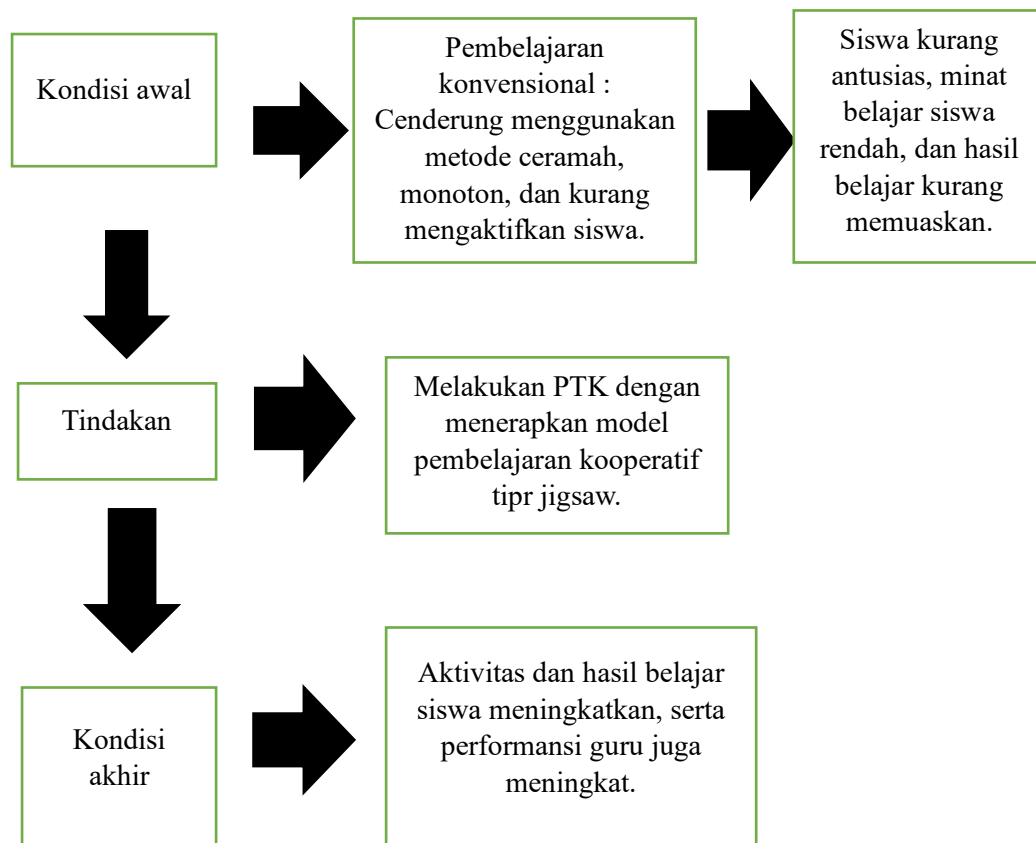 Kondisi awal
Pembelajaran
konvensional :
Cenderung menggunakan
metode ceramah,
monoton, dan kurang
mengaktifkan siswa.
Siswa kurang
antusias, minat
belajar siswa
rendah, dan hasil
belajar kurang
memuaskan.
Tindakan
Melakukan PTK dengan
menerapkan model
pembelajaran kooperatif
tipr jigsaw.
Kondisi
akhir
Aktivitas dan hasil belajar
siswa meningkatkan, serta
performansi guru juga
meningkat.